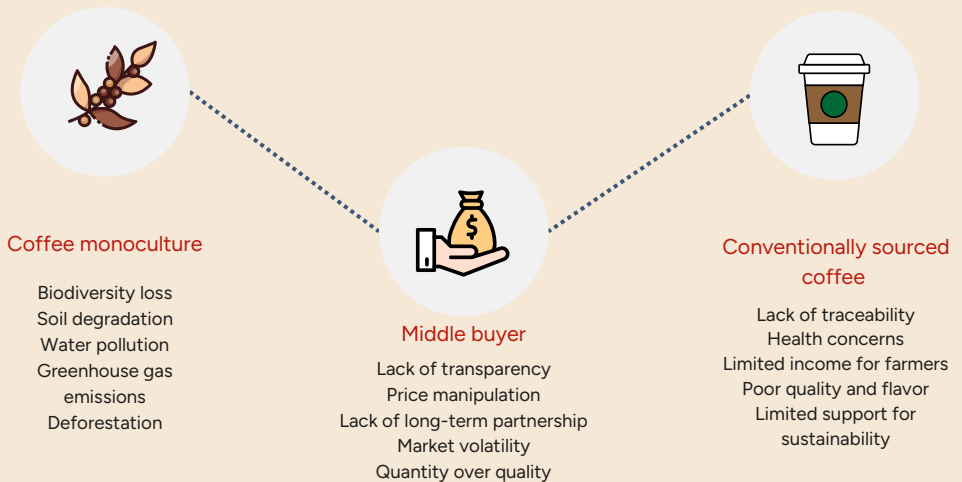 Coffee monoculture
Biodiversity loss
Soil degradation
Water pollution
Greenhouse gas
emissions
Deforestation
$
Middle buyer
Lack of transparency
Price manipulation
Lack of long-term partnership
Market volatility
Quantity over quality
Conventionally sourced
coffee
Lack of traceability
Health concerns
Limited income for farmers
Poor quality and flavor
Limited support for
sustainability